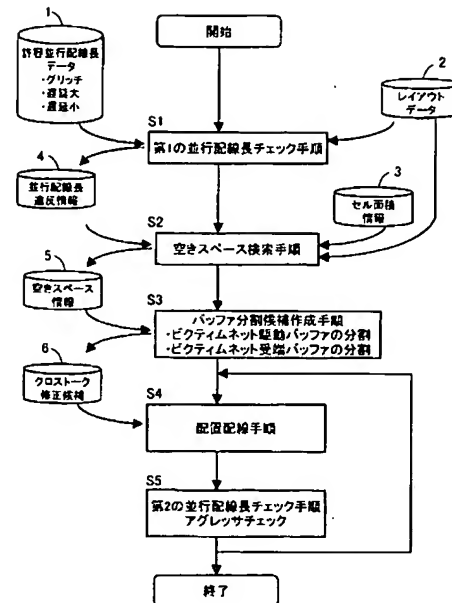 1
許容並行配線長
データ
・グリッチ
・遅延大
・遅延小
開始
2
レイアウト
データ
S1
第1の並行配線長チェック手順
4
並行配線長
違反情報
3
セル面積
情報
S2
空きスペース検索手順
5
空きスペース
情報
S3
バッファ分割候補作成手順
・ビクティムネット駆動バッファの分割
・ビクティムネット受端バッファの分割
6
クロストーク
修正候補
S4
配置配線手順
S5
第2の並行配線長チェック手順
アグレッサチェック
終了